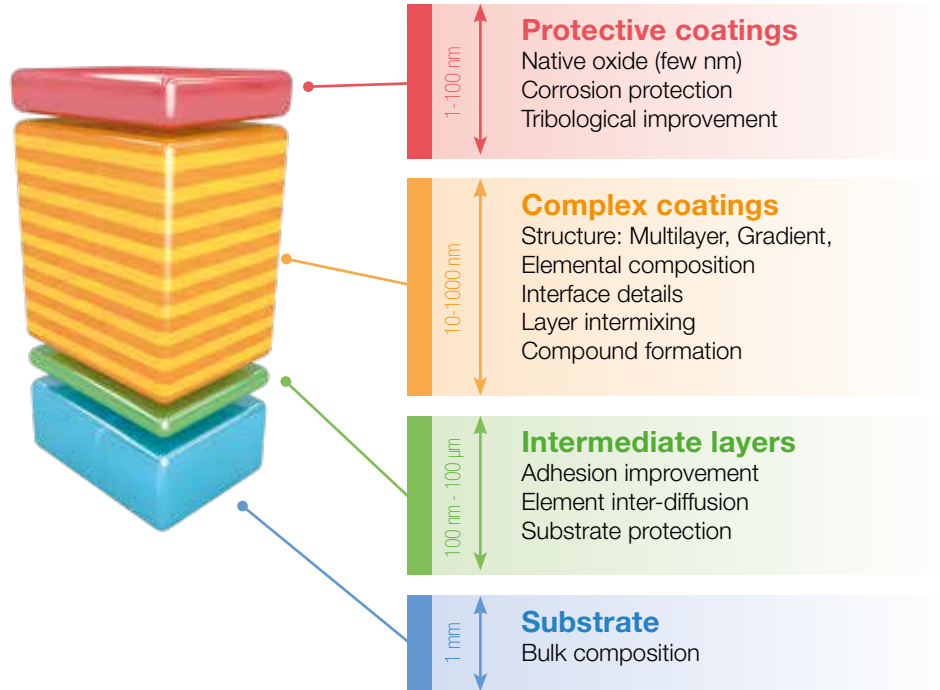 1-100 nm
Protective coatings
Native oxide (few nm)
Corrosion protection
Tribological improvement
10-1000 nm
Complex coatings
Structure: Multilayer, Gradient,
Elemental composition
Interface details
Layer intermixing
Compound formation
100 nm - 100 µm
Intermediate layers
Adhesion improvement
Element inter-diffusion
Substrate protection
1 mm
Substrate
Bulk composition